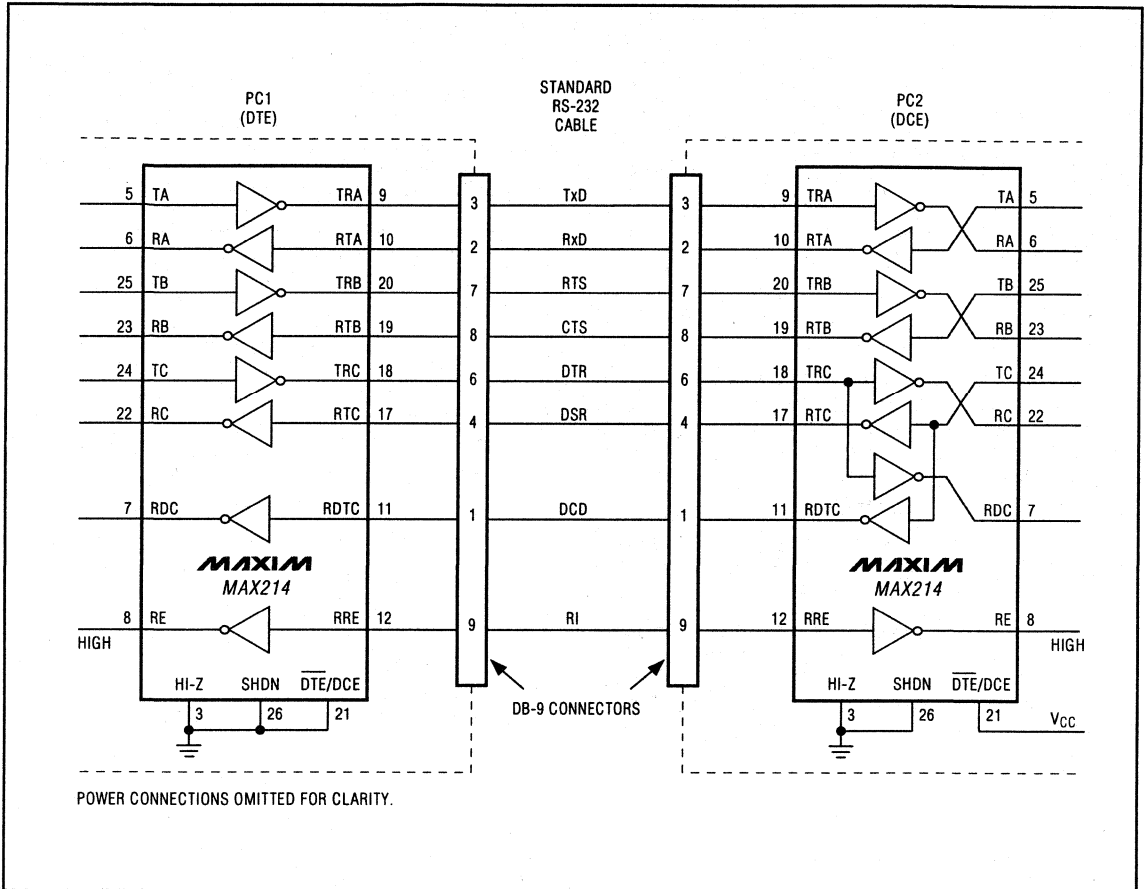 PC1
(DTE)
STANDARD
RS-232
CABLE
PC2
(DCE)
5 TA TRA 9 3 TxD 3 9 TRA TA 5
6 RA RTA 10 2 RxD 2 10 RTA RA 6
25 TB TRB 20 7 RTS 7 20 TRB TB 25
23 RB RTB 19 8 CTS 8 19 RTB RB 23
24 TC TRC 18 6 DTR 6 18 TRC TC 24
22 RC RTC 17 4 DSR 4 17 RTC RC 22
7 RDC RDTC 11 1 DCD 1 11 RDTC RDC 7
MAXIM MAXIM
MAX214 MAX214
8 RE RRE 12 9 RI 9 12 RRE RE 8
HIGH HIGH
HI-Z SHDN D̅T̅E̅/DCE HI-Z SHDN D̅T̅E̅/DCE
3 26 21 DB-9 CONNECTORS 3 26 21 VCC
POWER CONNECTIONS OMITTED FOR CLARITY.